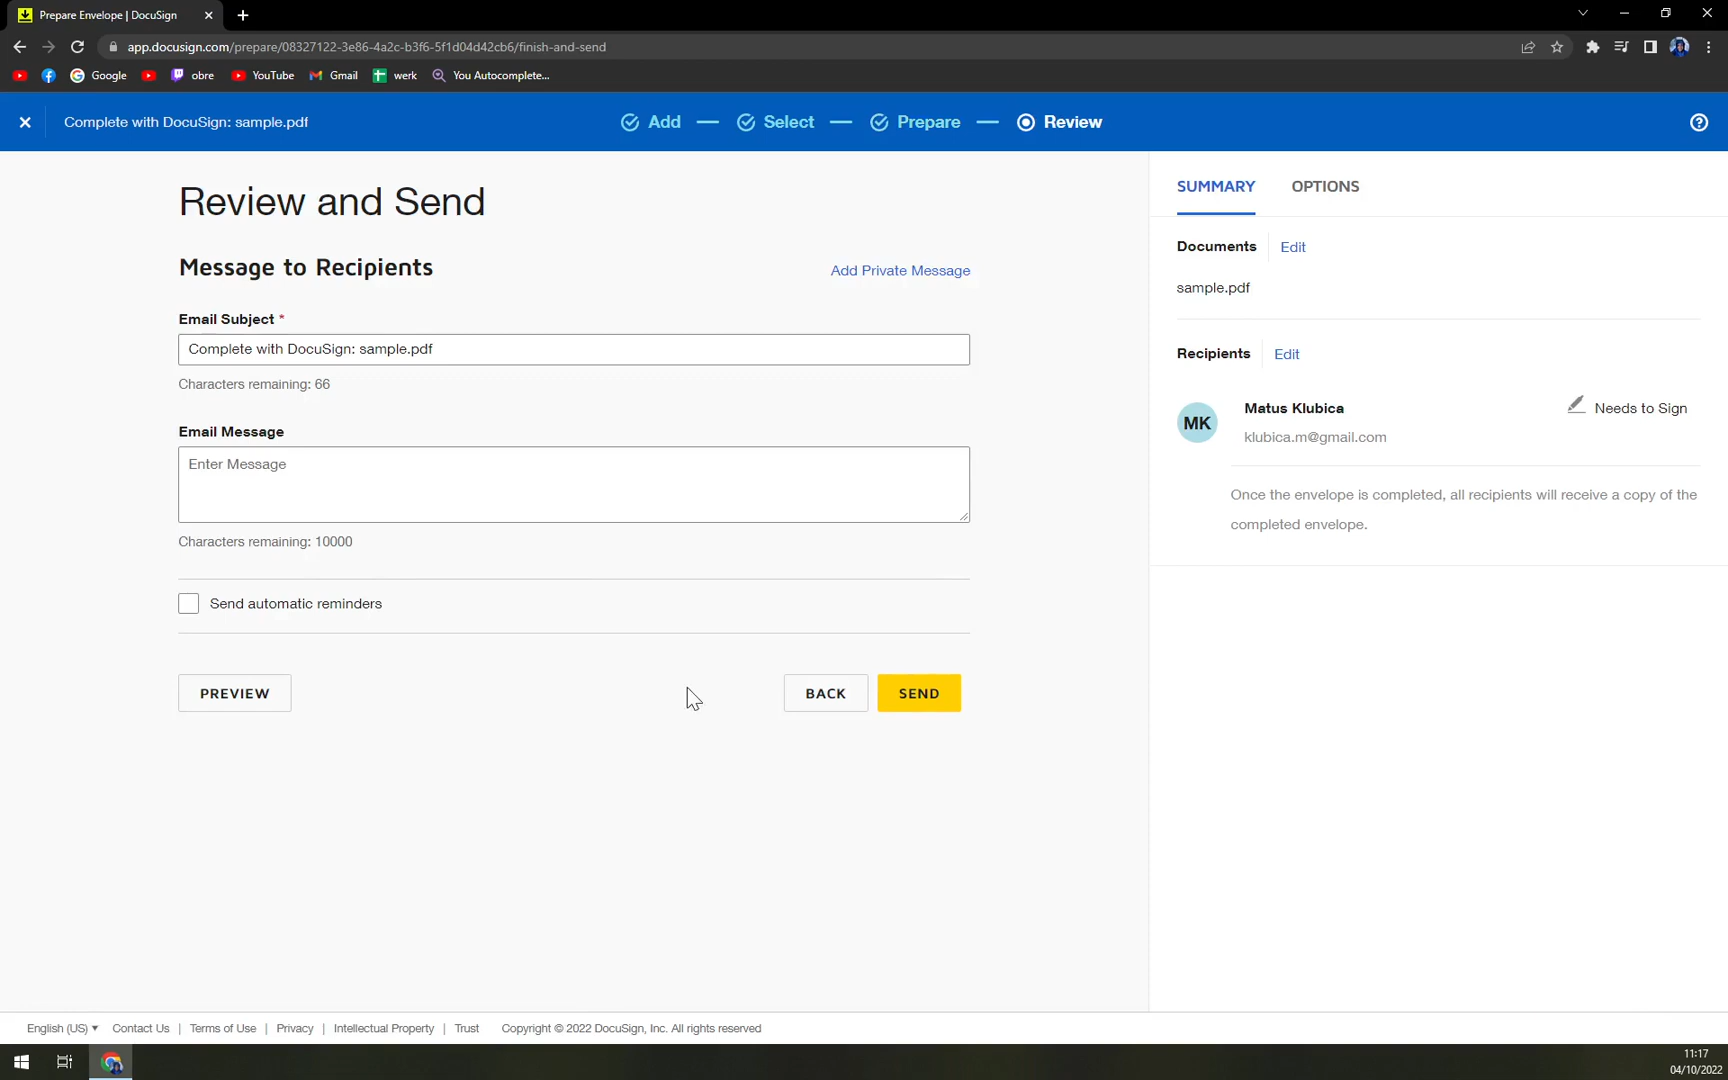 Prepare Envelope | DocuSign
app.docusign.com/prepare/08327122-3e86-4a2c-b3f6-5f1d04d42cb6/finish-and-send
Google obre YouTube Gmail werk You Autocomplete...
Complete with DocuSign: sample.pdf
Add Select Prepare Review
Review and Send
Message to Recipients
Add Private Message
Email Subject *
Complete with DocuSign: sample.pdf
Characters remaining: 66
Email Message
Enter Message
Characters remaining: 10000
Send automatic reminders
PREVIEW
BACK
SEND
SUMMARY OPTIONS
Documents Edit
sample.pdf
Recipients Edit
MK
Matus Klubica
Needs to Sign
klubica.m@gmail.com
Once the envelope is completed, all recipients will receive a copy of the
completed envelope.
English (US) ▾ Contact Us | Terms of Use | Privacy | Intellectual Property | Trust Copyright © 2022 DocuSign, Inc. All rights reserved
11:17
04/10/2022